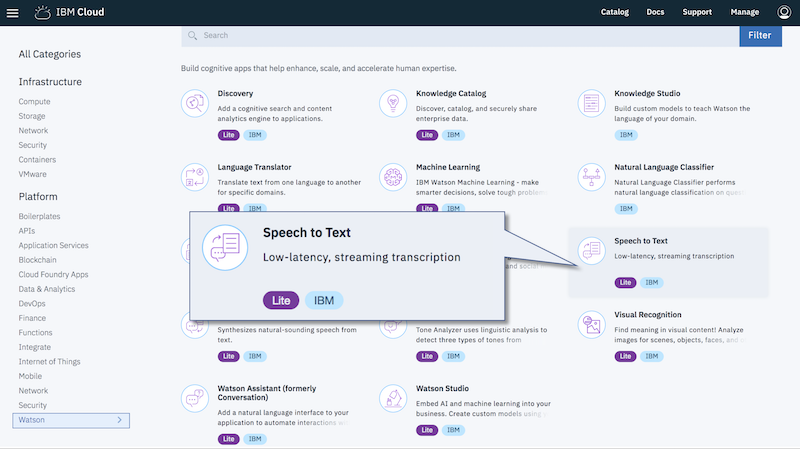 IBM Cloud
Catalog
Docs
Support
Manage
All Categories
Infrastructure
Compute
Storage
Network
Security
Containers
VMware
Platform
Boilerplates
APIs
Application Services
Blockchain
Cloud Foundry Apps
Data & Analytics
DevOps
Finance
Functions
Integrate
Internet of Things
Mobile
Network
Security
Watson
Search
Filter
Build cognitive apps that help enhance, scale, and accelerate human expertise.
Discovery
Add a cognitive search and content
analytics engine to applications.
Lite IBM
Knowledge Catalog
Discover, catalog, and securely share
enterprise data.
Lite IBM
Knowledge Studio
Build custom models to teach Watson the
language of your domain.
IBM
Language Translator
Translate text from one language to another
for specific domains.
Lite IBM
Machine Learning
IBM Watson Machine Learning - make
smarter decisions, solve tough
Lite IBM
Natural Language Classifier
Natural Language Classifier performs
natural language classification on
IBM
Speech to Text
Low-latency, streaming transcription
Lite IBM
and social
Speech to Text
Low-latency, streaming transcription
Lite IBM
Synthesizes natural-sounding speech from
text.
Lite IBM
Tone Analyzer uses linguistic analysis to
detect three types of tones from
Lite IBM
Visual Recognition
Find meaning in visual content! Analyze
images for scenes, objects, faces, and
Lite IBM
Watson Assistant (formerly
Conversation)
Add a natural language interface to your
application to automate interactions
Lite IBM
Watson Studio
Embed AI and machine learning into your
business. Create custom models using
Lite IBM